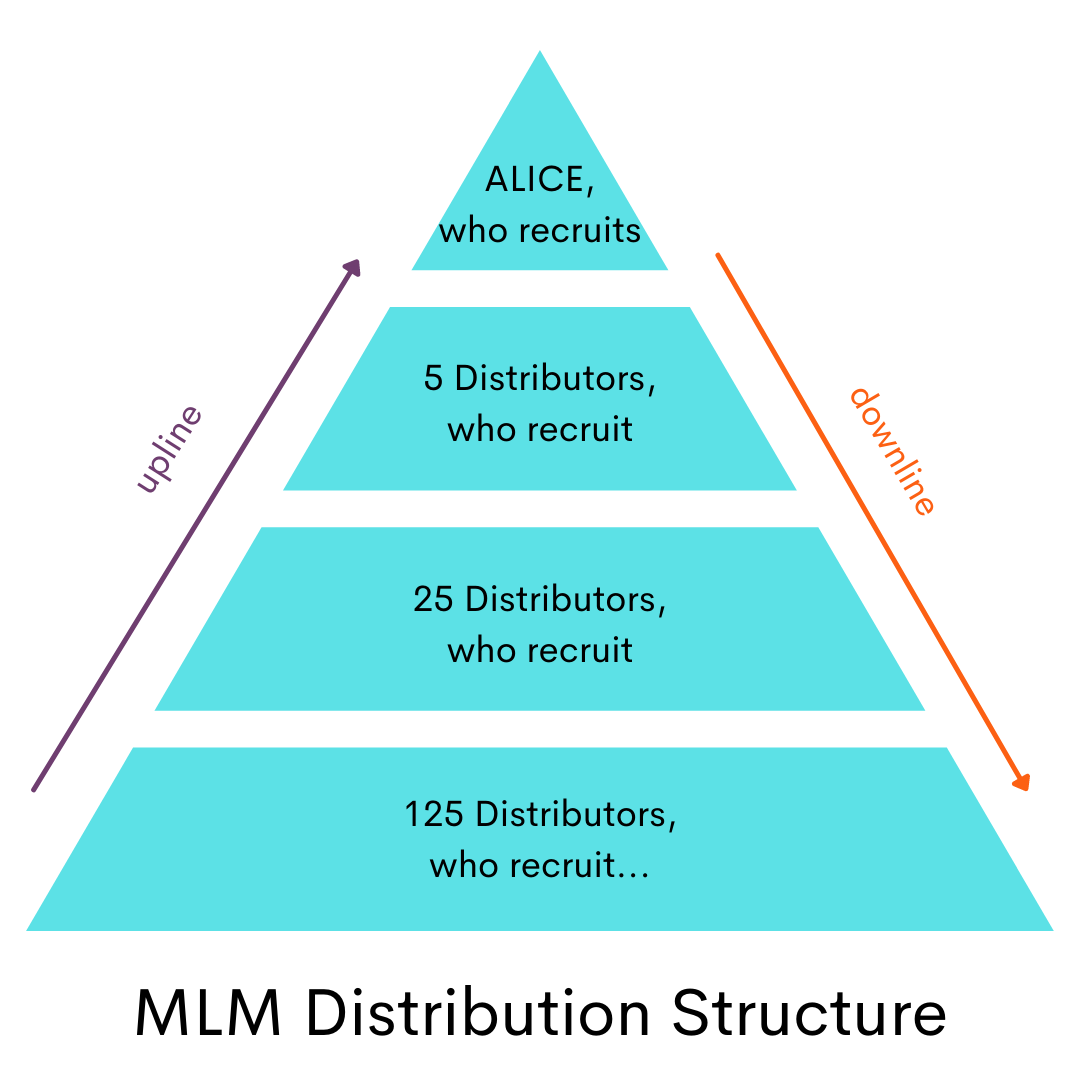 ALICE,
who recruits
upline
5 Distributors,
who recruit
downline
25 Distributors,
who recruit
125 Distributors,
who recruit...
MLM Distribution Structure